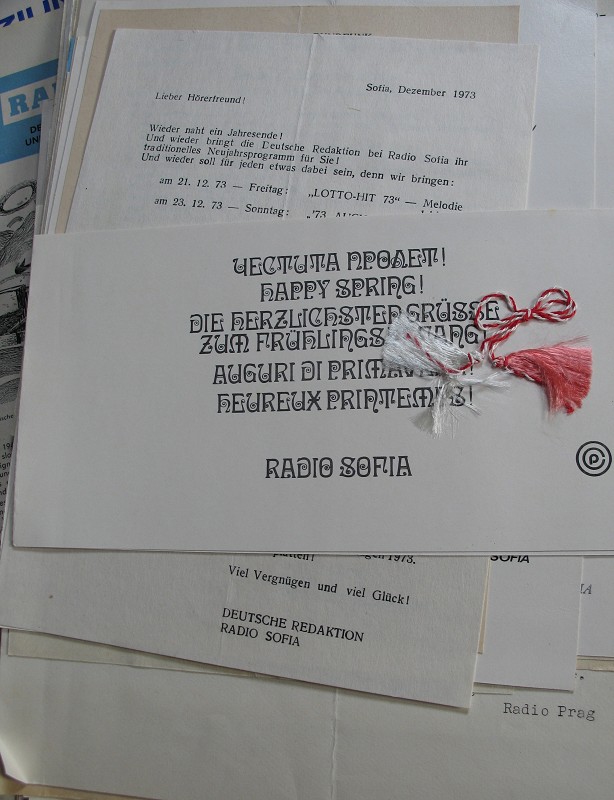 Sofia, Dezember 1973
Lieber Hörerfreund!
Wieder naht ein Jahresende!
Und wieder bringt die Deutsche Redaktion bei Radio Sofia ihr
traditionelles Neujahrsprogramm für Sie!
Und wieder soll für jeden etwas dabei sein, denn wir bringen:
am 21. 12. 73 — Freitag: „LOTTO-HIT 73“ — Melodie
am 23. 12. 73 — Sonntag: „'73
ЧЕСТИТА ПРОЛЕТ!
HAPPY SPRING!
DIE HERZLICHSTEN GRÜSSE
ZUM FRÜHLINGS
AUGURI DI
HEUREUX PRINTEMPS!
RADIO SOFIA
1973.
SOFIA
Viel Vergnügen und viel Glück!
DEUTSCHE REDAKTION
RADIO SOFIA
Radio Prag